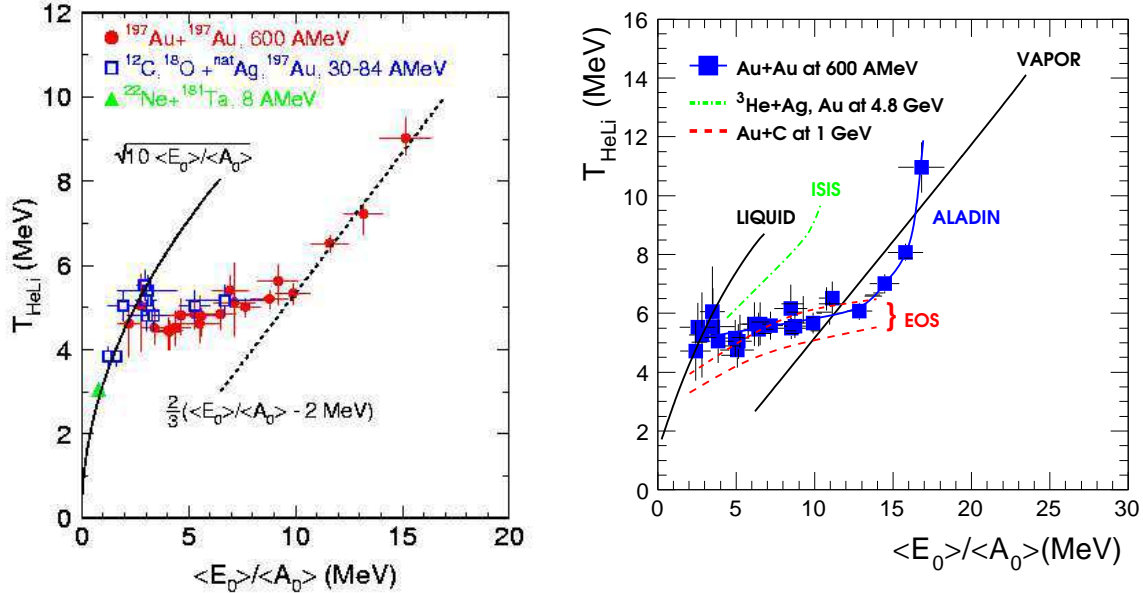 12
10
8
6
4
2
0
T_HeLi (MeV)
¹⁹⁷Au+¹⁹⁷Au, 600 AMeV
¹²C, ¹⁸O + ⁿᵃᵗAg, ¹⁹⁷Au, 30-84 AMeV
²²Ne+¹⁸¹Ta, 8 AMeV
√10 <E₀>/<A₀>
2/3(<E₀>/<A₀> - 2 MeV)
0 5 10 15 20
<E₀>/<A₀> (MeV)
16
14
12
10
8
6
4
2
0
T_HeLi (MeV)
Au+Au at 600 AMeV
³He+Ag, Au at 4.8 GeV
Au+C at 1 GeV
VAPOR
ISIS
LIQUID
ALADIN
} EOS
0 5 10 15 20 25 30
<E₀>/<A₀>(MeV)